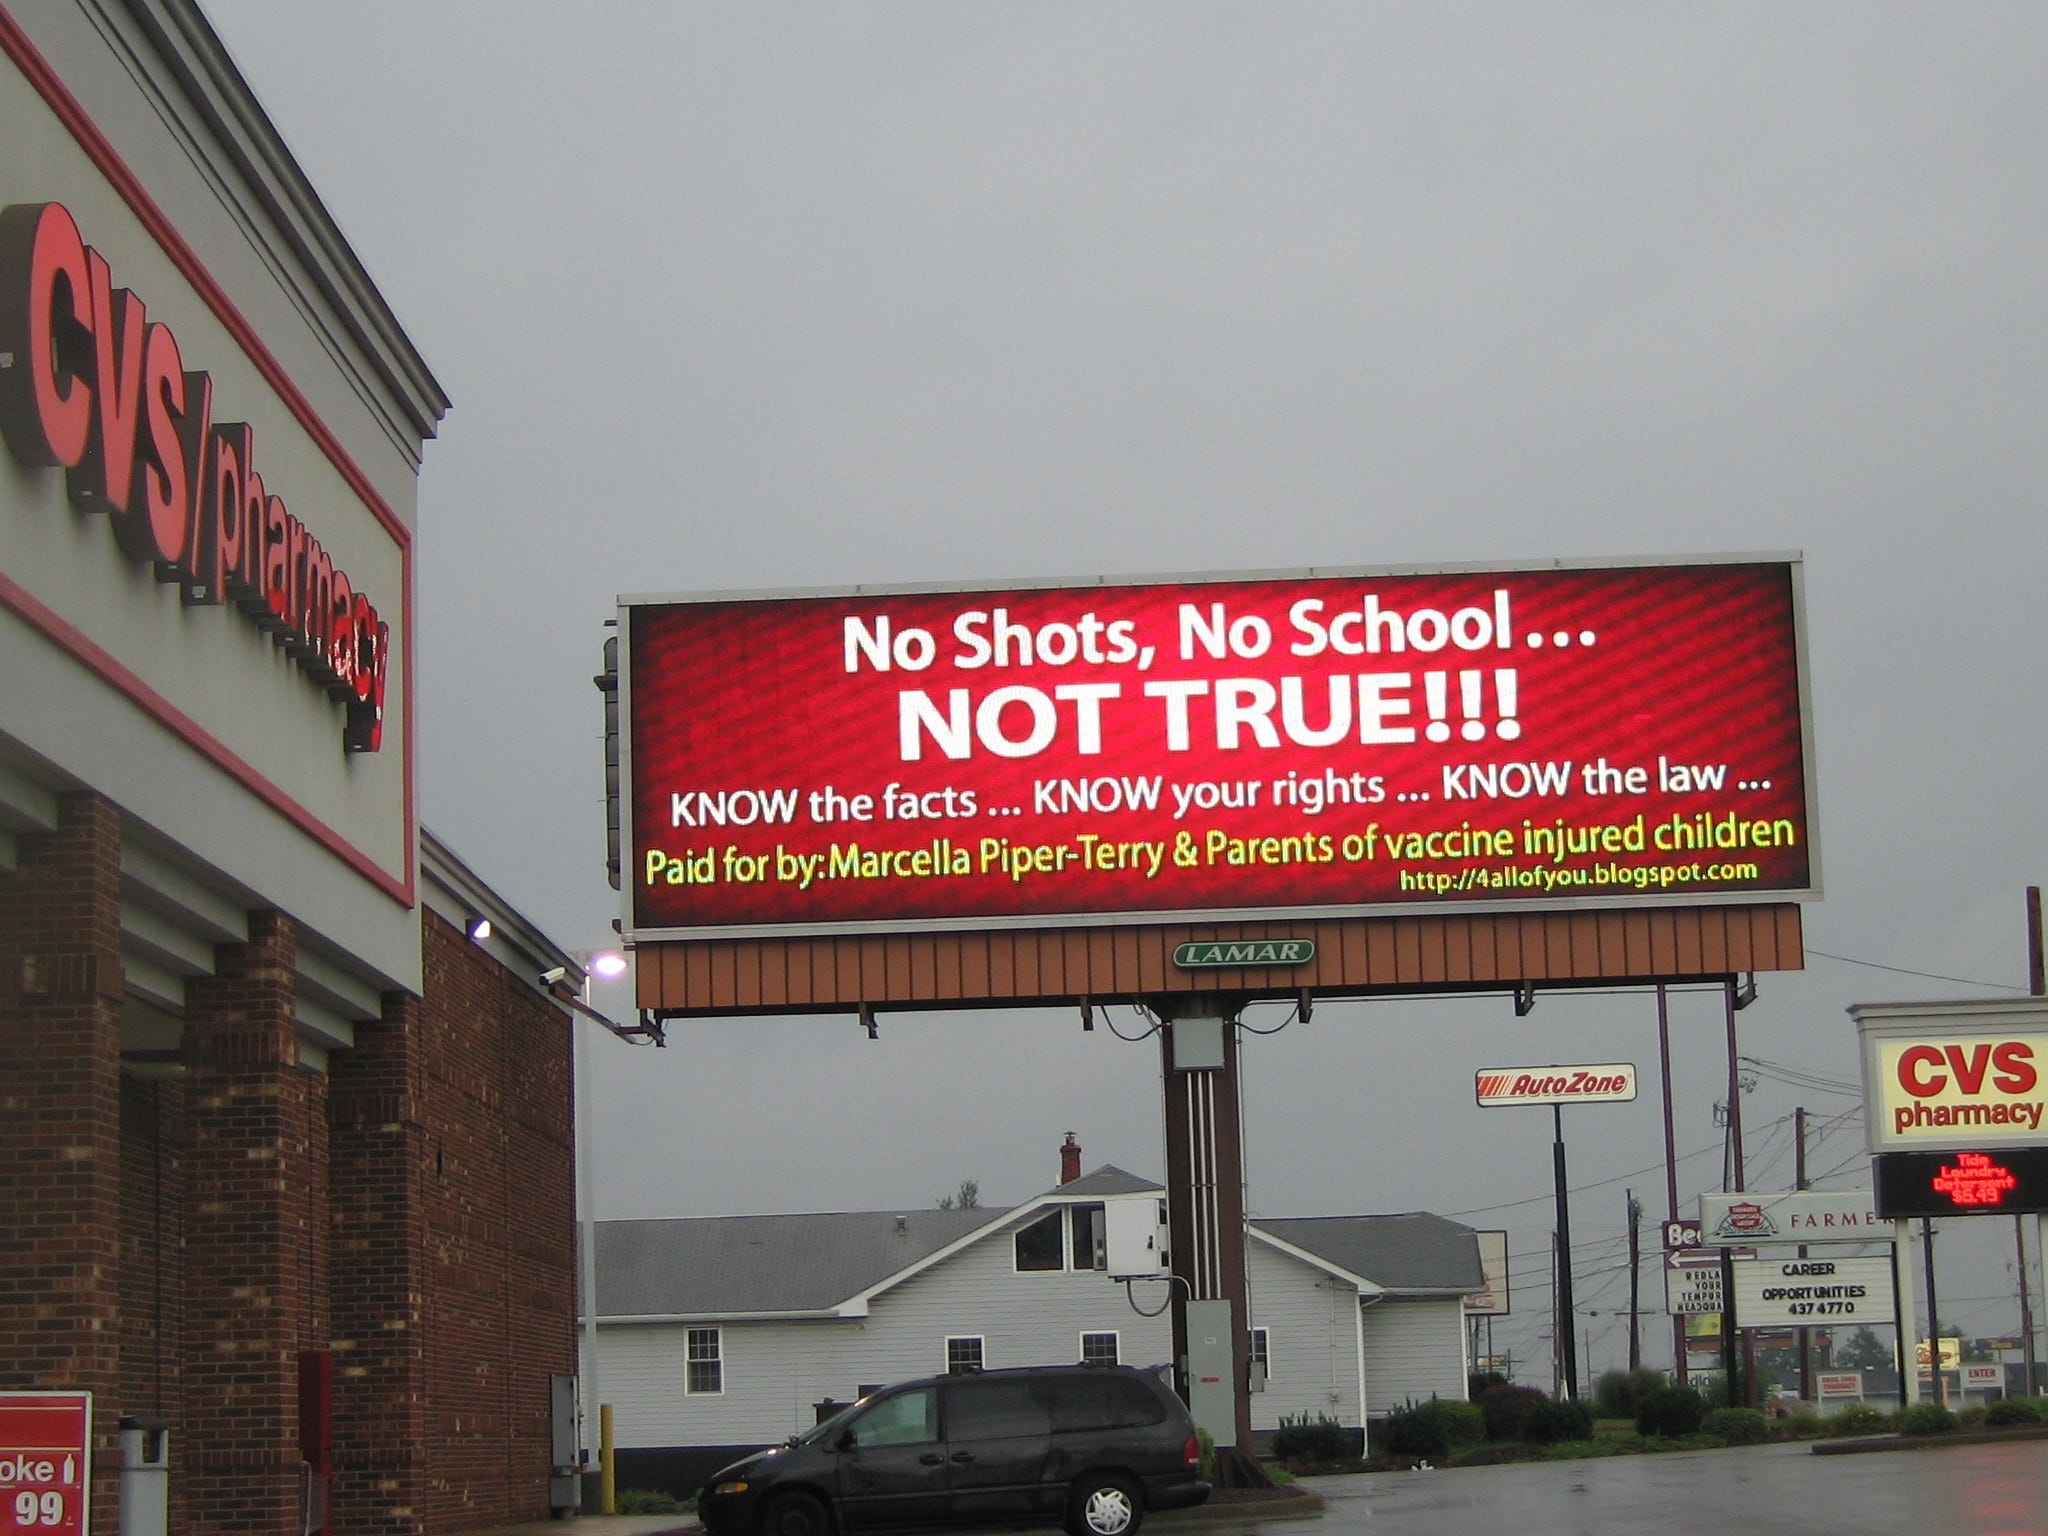 CVS/pharmacy
No Shots, No School...
NOT TRUE!!!
KNOW the facts ... KNOW your rights ... KNOW the law ...
Paid for by:Marcella Piper-Terry & Parents of vaccine injured children
http://4allofyou.blogspot.com
LAMAR
AutoZone
CVS
pharmacy
Tide
Laundry
Detergent
$6.49
FARMER
CAREER
OPPORTUNITIES
437 4770
YOUR
ENTER
oke
99